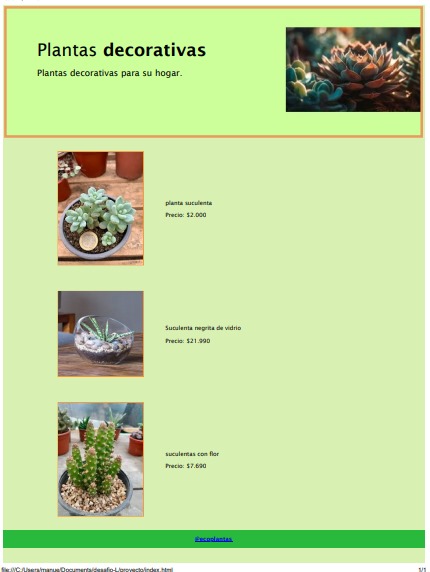 Plantas decorativas
Plantas decorativas para su hogar.
planta suculenta
Precio: $2.000
Suculenta negrita de vidrio
Precio: $21.990
suculentas con flor
Precio: $7.690
#ecoplantas
file:///C:/Users/manue/Documents/desafio-L/proyecto/index.html
1/1